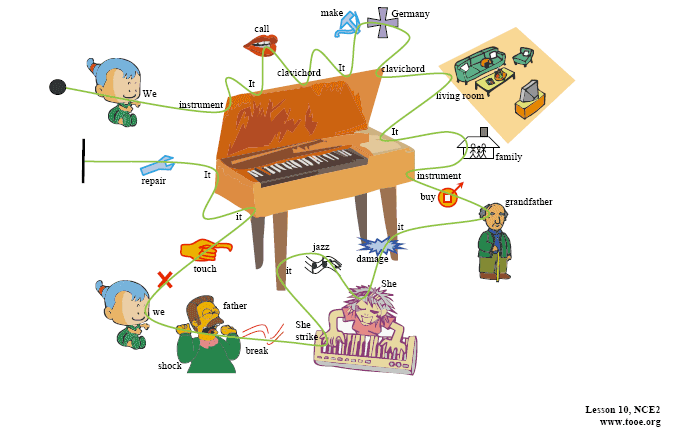 We
instrument
It
call
clavichord
It
make
Germany
clavichord
living room
It
family
instrument
buy
grandfather
it
damage
She
jazz
it
She
strike
break
father
shock
we
touch
it
It
repair
Lesson 10, NCE2
www.tooe.org